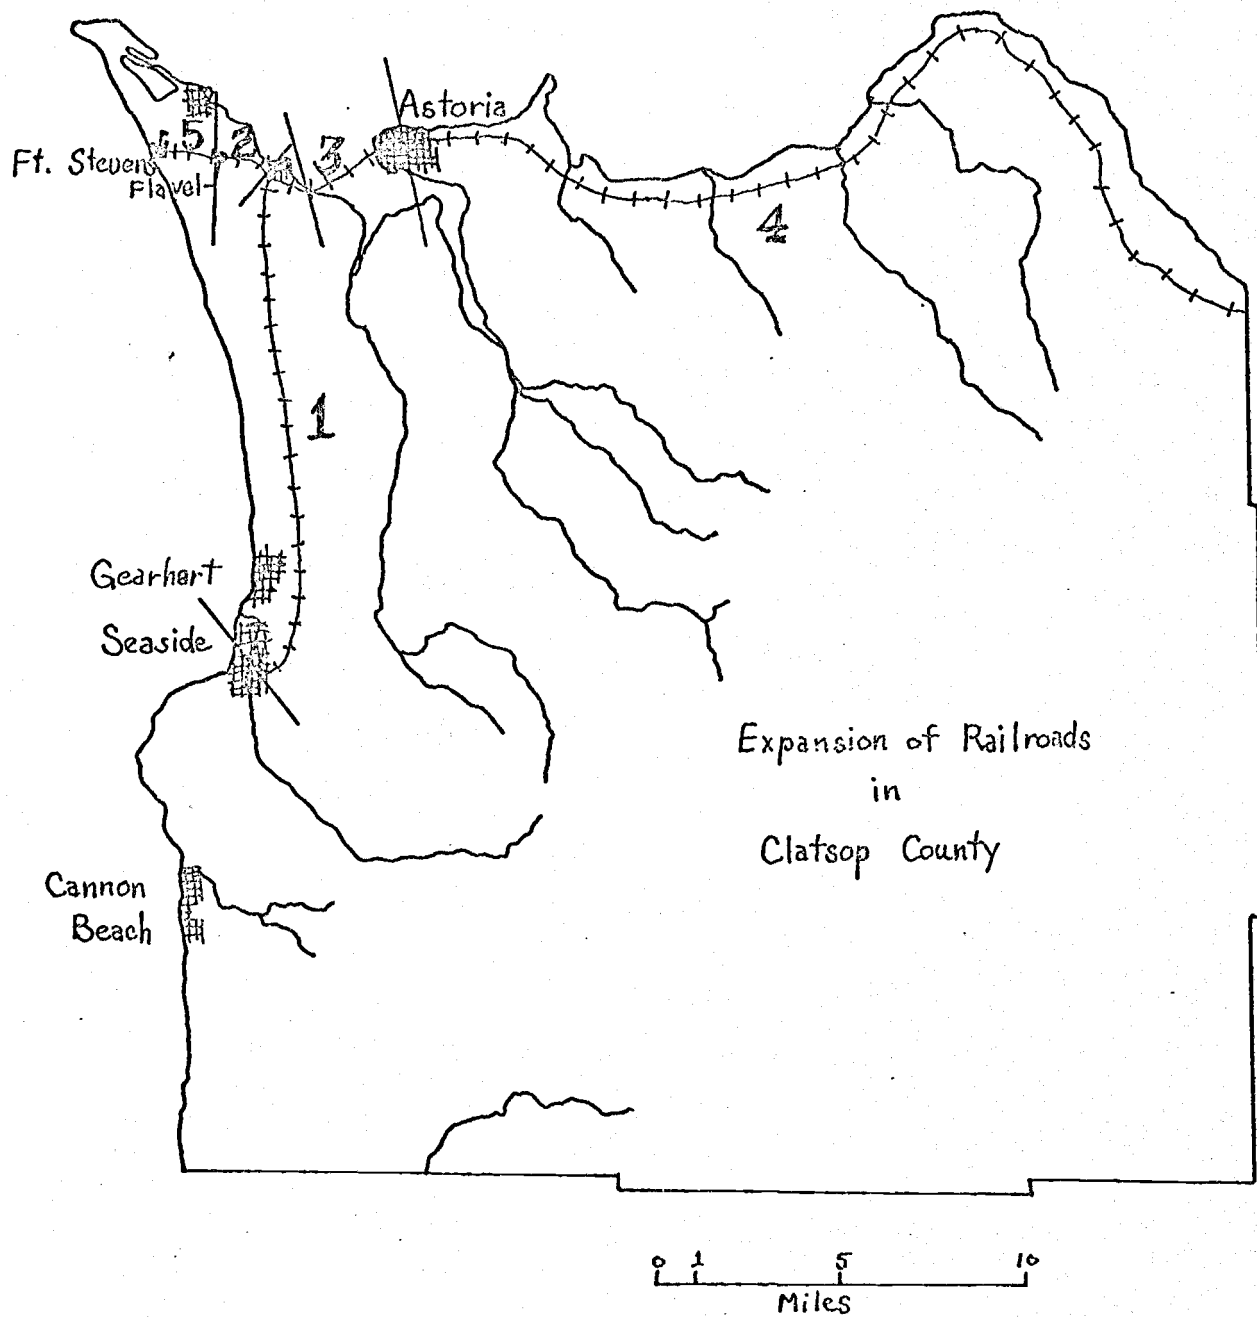 Astoria
5
2
3
Ft. Stevens
Flavel
4
1
Gearhart
Seaside
Expansion of Railroads
in
Clatsop County
Cannon
Beach
0 1 5 10
Miles